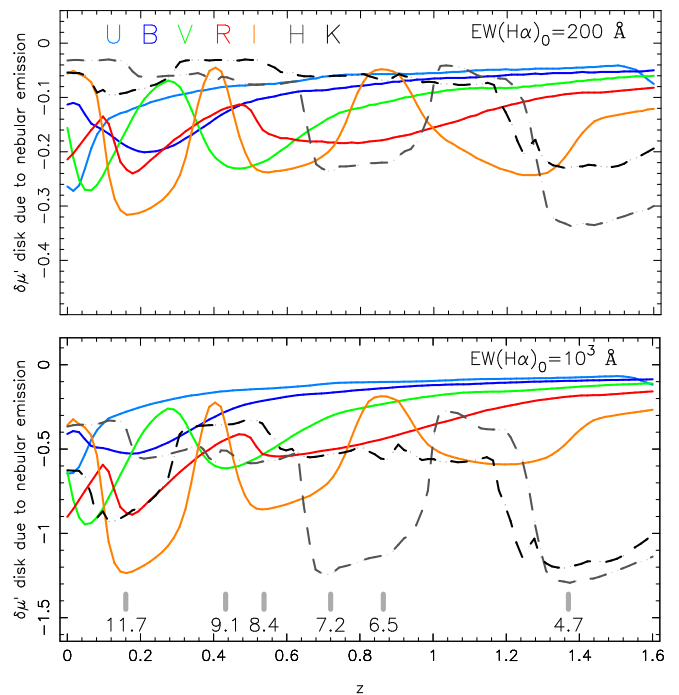 U B V R I H K EW(Hα)₀=200 Å
0
−0.1
−0.2
−0.3
−0.4
δμ' disk due to nebular emission
EW(Hα)₀=10³ Å
0
−0.5
−1
−1.5
δμ' disk due to nebular emission
11.7 9.1 8.4 7.2 6.5 4.7
0 0.2 0.4 0.6 0.8 1 1.2 1.4 1.6
z